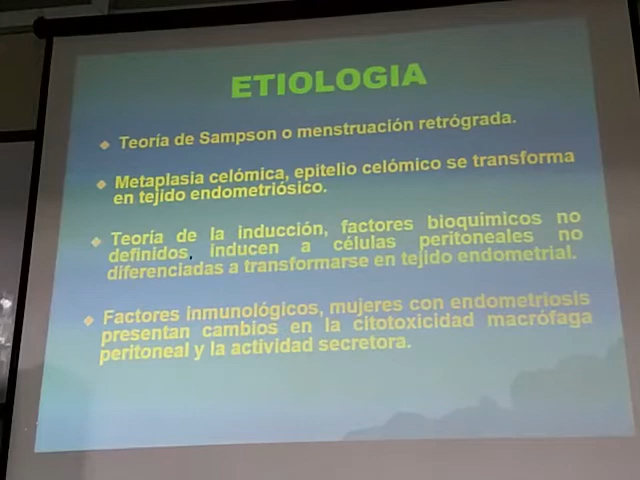 ETIOLOGIA
Teoría de Sampson o menstruación retrógrada.
Metaplasia celómica, epitelio celómico se transforma
en tejido endometriósico.
Teoría de la inducción, factores bioquímicos no
definidos, inducen a células peritoneales no
diferenciadas a transformarse en tejido endometrial.
Factores inmunológicos, mujeres con endometriosis
presentan cambios en la citotoxicidad macrófaga
peritoneal y la actividad secretora.